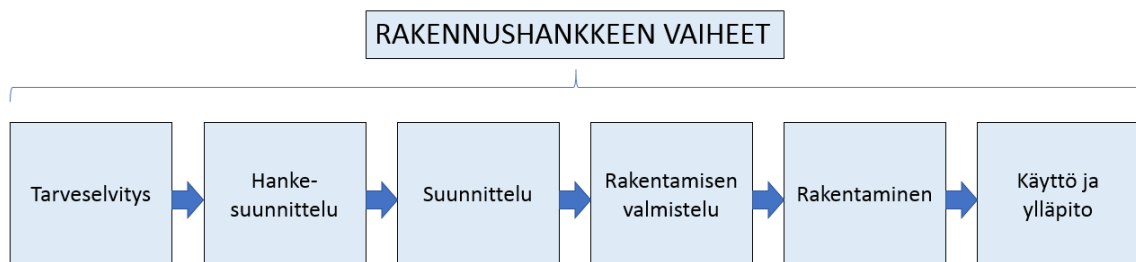 RAKENNUSHANKKEEN VAIHEET
Tarveselvitys
Hanke-
suunnittelu
Suunnittelu
Rakentamisen
valmistelu
Rakentaminen
Käyttö ja
ylläpito